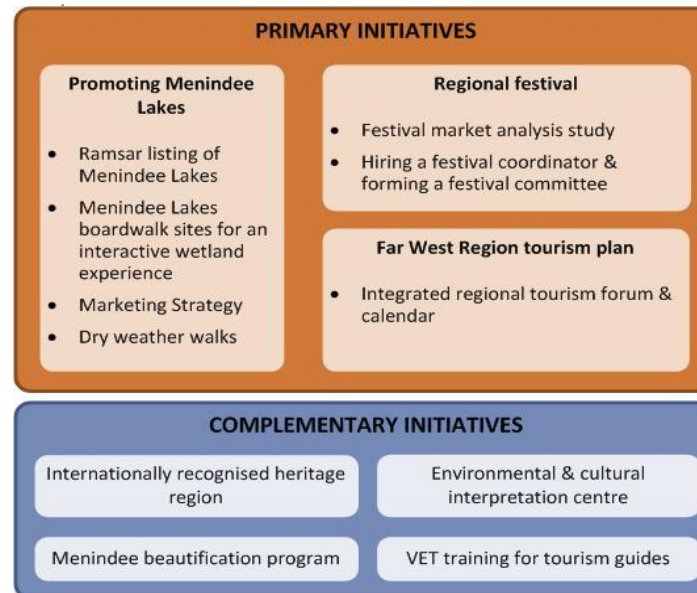 PRIMARY INITIATIVES
Promoting Menindee
Lakes
• Ramsar listing of
Menindee Lakes
• Menindee Lakes
boardwalk sites for an
interactive wetland
experience
• Marketing Strategy
• Dry weather walks
Regional festival
• Festival market analysis study
• Hiring a festival coordinator &
forming a festival committee
Far West Region tourism plan
• Integrated regional tourism forum &
calendar
COMPLEMENTARY INITIATIVES
Internationally recognised heritage
region
Environmental & cultural
interpretation centre
Menindee beautification program
VET training for tourism guides